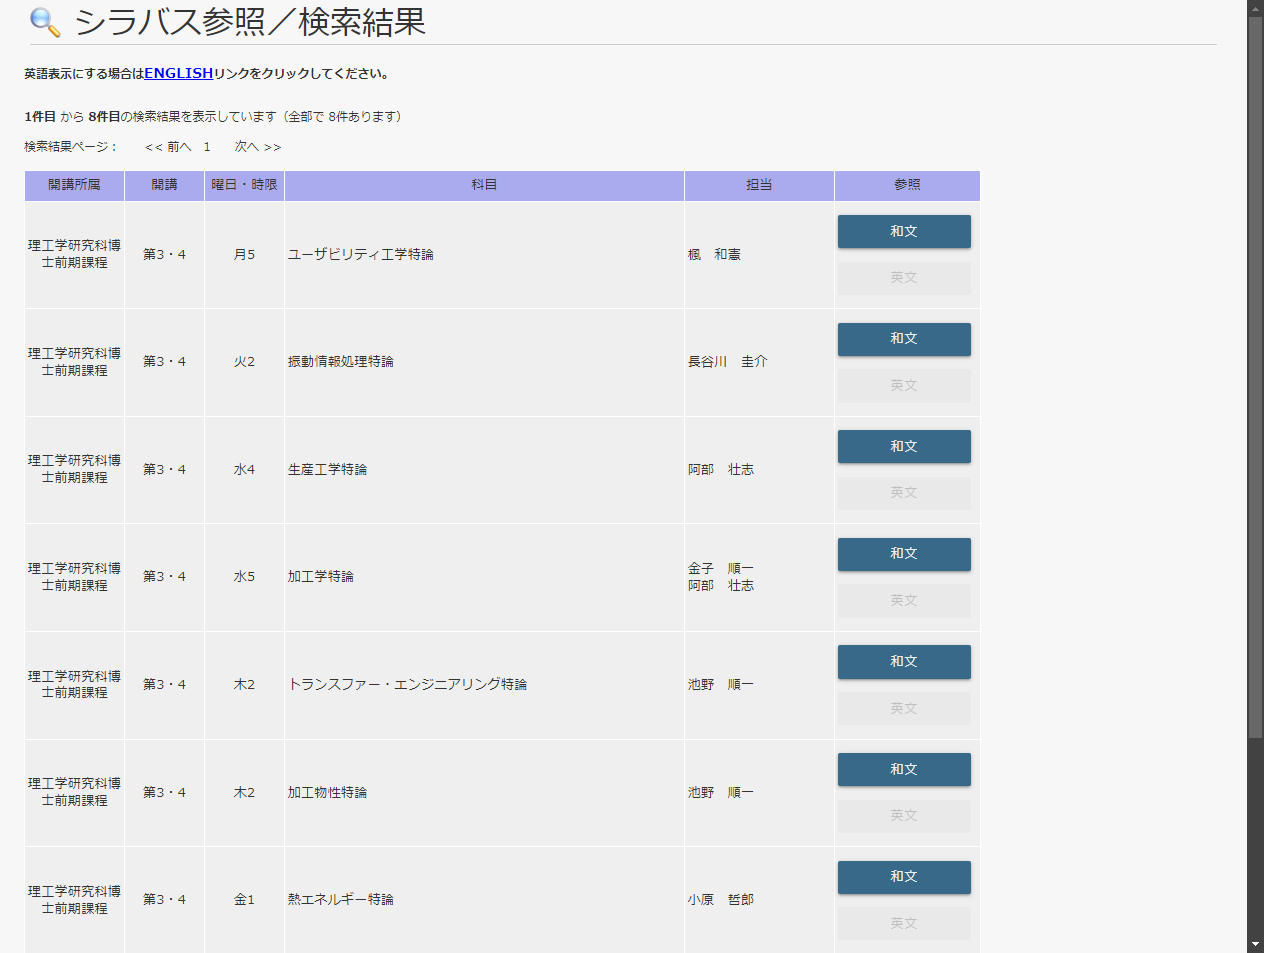 シラバス参照／検索結果
英語表示にする場合はENGLISHリンクをクリックしてください。
1件目 から 8件目の検索結果を表示しています（全部で 8件あります）
検索結果ページ： << 前へ 1 次へ >>
開講所属 開講 曜日・時限 科目 担当 参照
理工学研究科博士前期課程 第3・4 月5 ユーザビリティ工学特論 楓　和憲 和文
英文
理工学研究科博士前期課程 第3・4 火2 振動情報処理特論 長谷川　圭介 和文
英文
理工学研究科博士前期課程 第3・4 水4 生産工学特論 阿部　壮志 和文
英文
理工学研究科博士前期課程 第3・4 水5 加工学特論 金子　順一 和文
阿部　壮志
英文
理工学研究科博士前期課程 第3・4 木2 トランスファー・エンジニアリング特論 池野　順一 和文
英文
理工学研究科博士前期課程 第3・4 木2 加工物性特論 池野　順一 和文
英文
理工学研究科博士前期課程 第3・4 金1 熱エネルギー特論 小原　哲郎 和文
英文